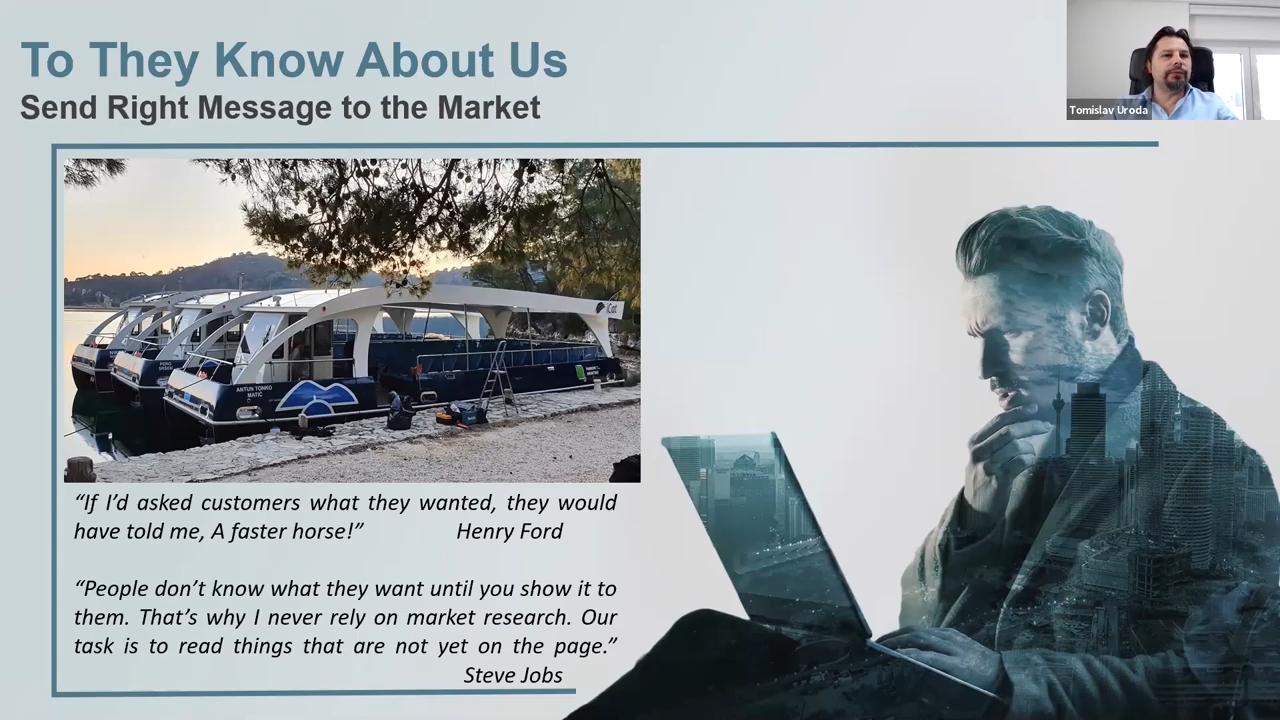 To They Know About Us
Send Right Message to the Market
Tomislav Uroda
iCat
ANTUN TONKO
MATIĆ
“If I’d asked customers what they wanted, they would
have told me, A faster horse!” Henry Ford
“People don’t know what they want until you show it to
them. That’s why I never rely on market research. Our
task is to read things that are not yet on the page.”
Steve Jobs